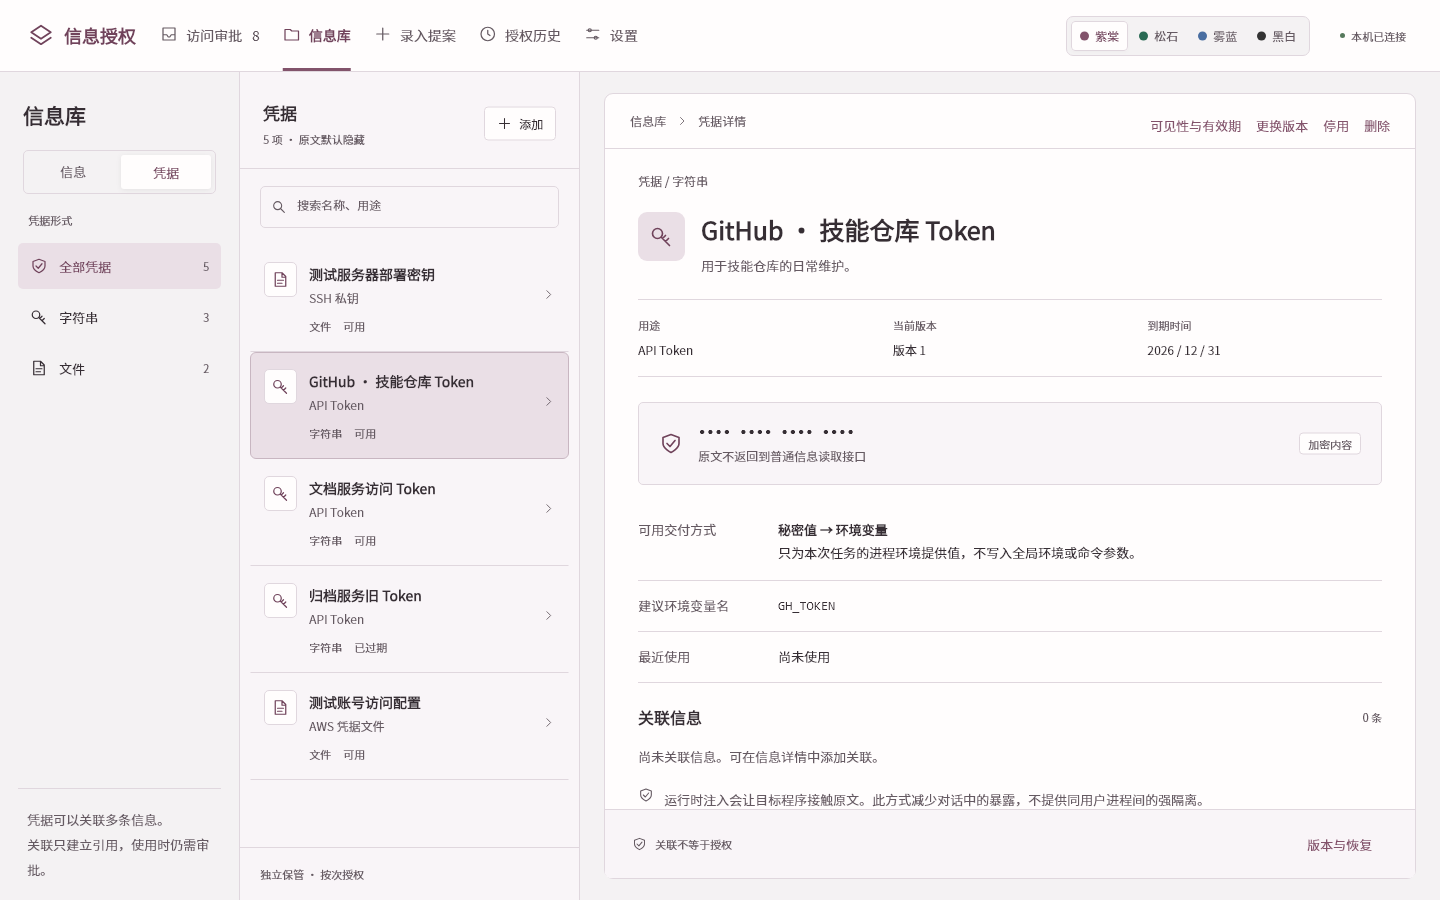 信息授权
访问审批 8
信息库
录入提案
授权历史
设置
紫棠
松石
雾蓝
黑白
本机已连接
信息库
信息
凭据
凭据形式
全部凭据 5
字符串 3
文件 2
凭据可以关联多条信息。
关联只建立引用，使用时仍需审
批。
凭据
5 项 · 原文默认隐藏
添加
搜索名称、用途
测试服务器部署密钥
SSH 私钥
文件 可用
GitHub · 技能仓库 Token
API Token
字符串 可用
文档服务访问 Token
API Token
字符串 可用
归档服务旧 Token
API Token
字符串 已过期
测试账号访问配置
AWS 凭据文件
文件 可用
独立保管 · 按次授权
信息库 > 凭据详情
可见性与有效期 更换版本 停用 删除
凭据 / 字符串
GitHub · 技能仓库 Token
用于技能仓库的日常维护。
用途
API Token
当前版本
版本 1
到期时间
2026 / 12 / 31
•••• •••• •••• ••••
原文不返回到普通信息读取接口
加密内容
可用交付方式
秘密值 → 环境变量
只为本次任务的进程环境提供值，不写入全局环境或命令参数。
建议环境变量名 GH_TOKEN
最近使用 尚未使用
关联信息 0 条
尚未关联信息。可在信息详情中添加关联。
运行时注入会让目标程序接触原文。此方式减少对话中的暴露，不提供同用户进程间的强隔离。
关联不等于授权
版本与恢复